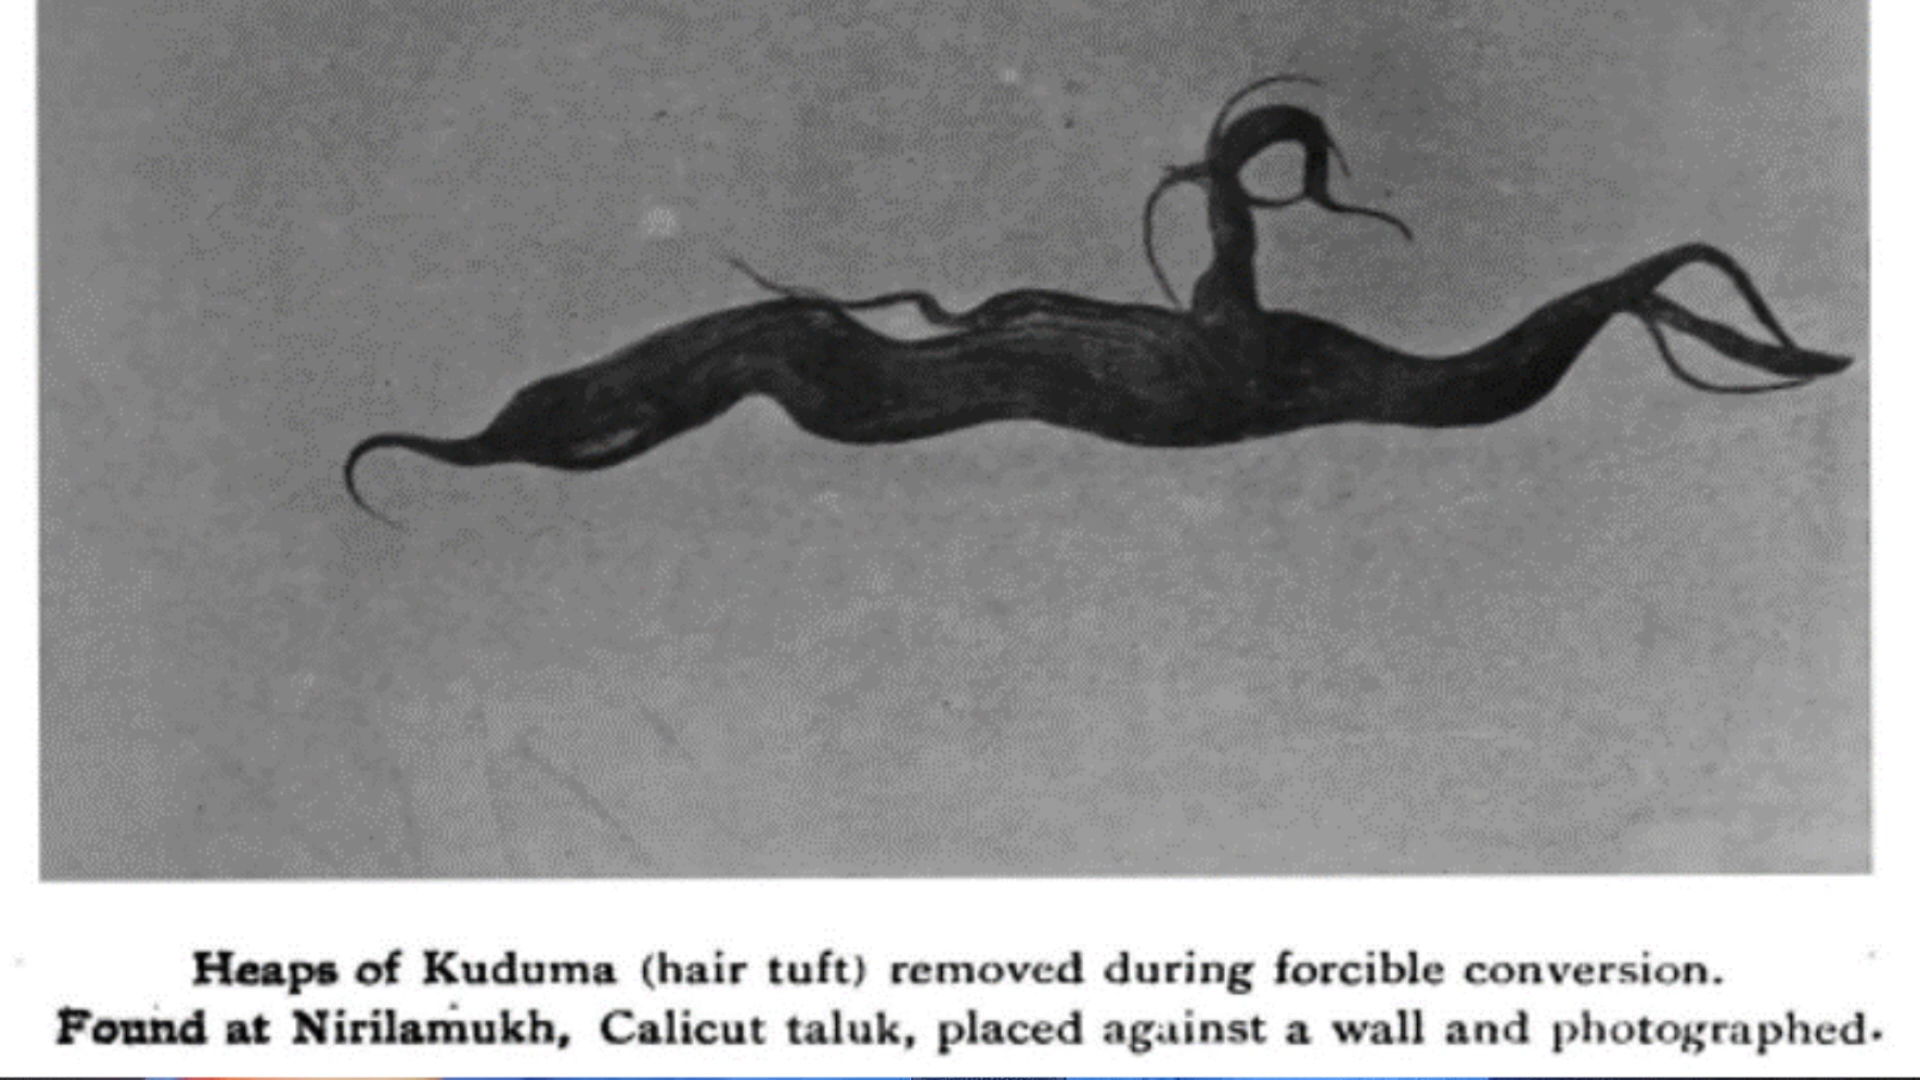 Heaps of Kuduma (hair tuft) removed during forcible conversion.
Found at Nirilamukh, Calicut taluk, placed against a wall and photographed.